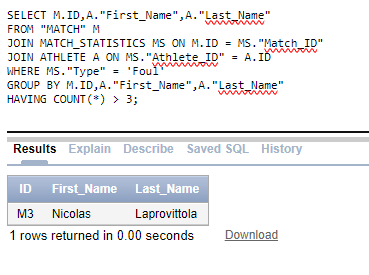 SELECT M.ID,A."First_Name",A."Last_Name"
FROM "MATCH" M
JOIN MATCH_STATISTICS MS ON M.ID = MS."Match_ID"
JOIN ATHLETE A ON MS."Athlete_ID" = A.ID
WHERE MS."Type" = 'Foul'
GROUP BY M.ID,A."First_Name",A."Last_Name"
HAVING COUNT(*) > 3;
Results Explain Describe Saved SQL History
ID First_Name Last_Name
M3 Nicolas Laprovittola
1 rows returned in 0.00 seconds Download